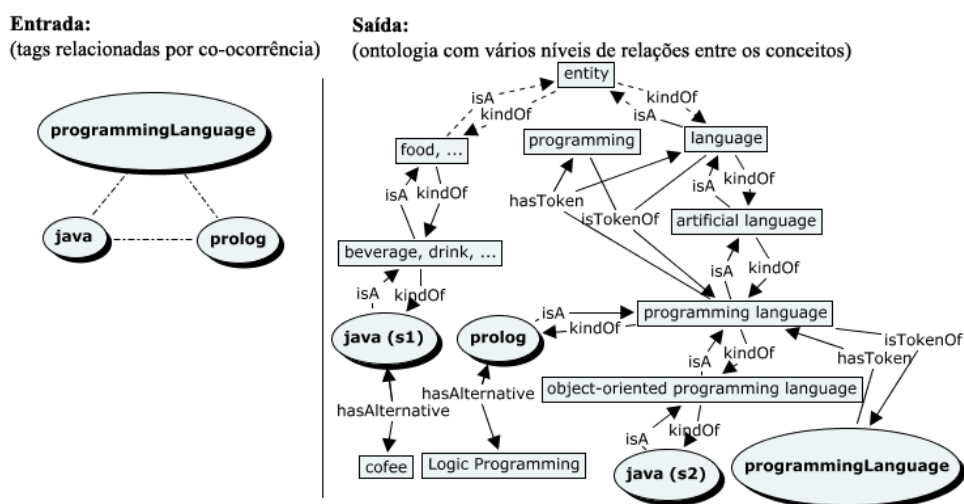 Entrada:
(tags relacionadas por co-ocorrência)
programmingLanguage
java
prolog
Saída:
(ontologia com vários níveis de relações entre os conceitos)
entity
isA
kindOf
kindOf
isA
food, ...
programming
language
isA
kindOf
hasToken
isTokenOf
isA
kindOf
artificial language
beverage, drink, ...
isA
kindOf
isA
kindOf
programming language
java (s1)
prolog
isA
kindOf
isTokenOf
hasToken
isA
kindOf
hasAlternative
hasAlternative
object-oriented programming language
isA
kindOf
cofee
Logic Programming
java (s2)
programmingLanguage